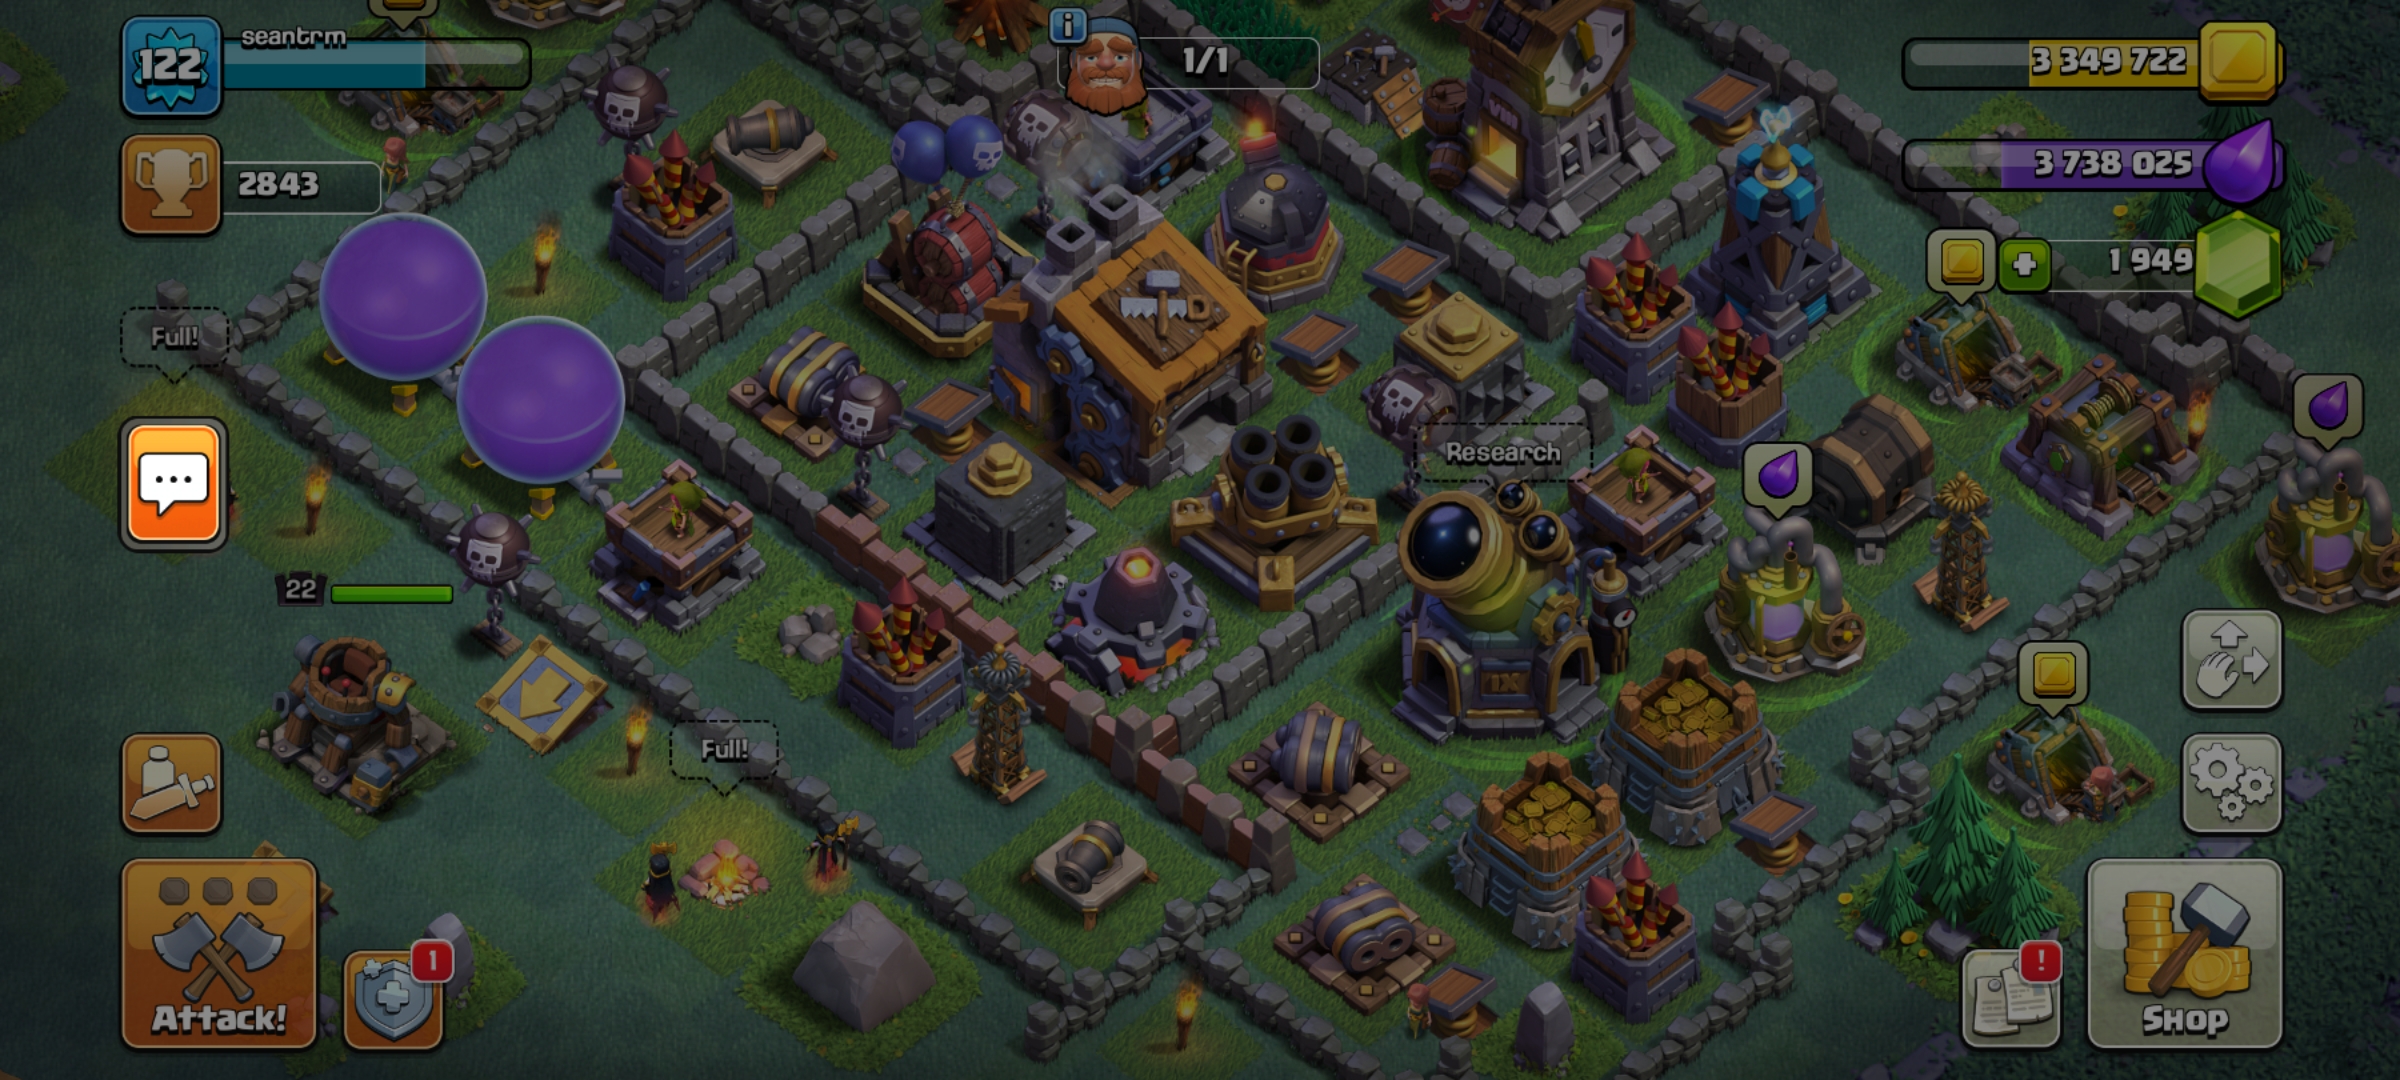 122
seantrm
1/1
3 349 722
2843
3 738 025
1 949
Full!
Research
22
Full!
IX
1
Attack!
!
Shop